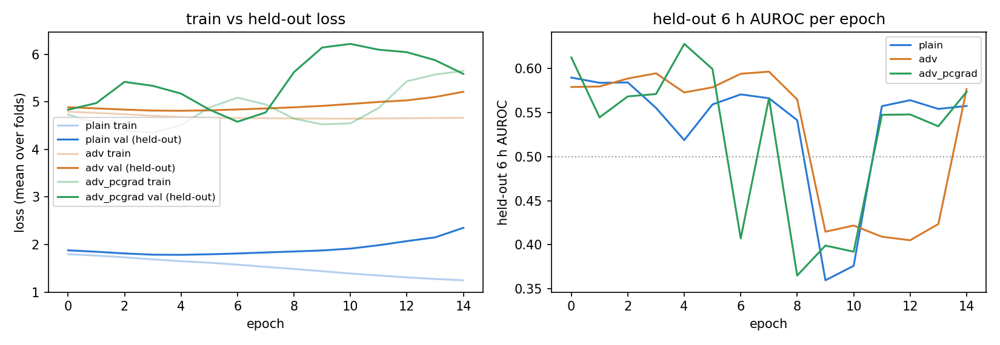 train vs held-out loss
loss (mean over folds)
6
5
4
3
2
1
plain train
plain val (held-out)
adv train
adv val (held-out)
adv_pcgrad train
adv_pcgrad val (held-out)
0 2 4 6 8 10 12 14
epoch
held-out 6 h AUROC per epoch
held-out 6 h AUROC
0.60
0.55
0.50
0.45
0.40
0.35
plain
adv
adv_pcgrad
0 2 4 6 8 10 12 14
epoch